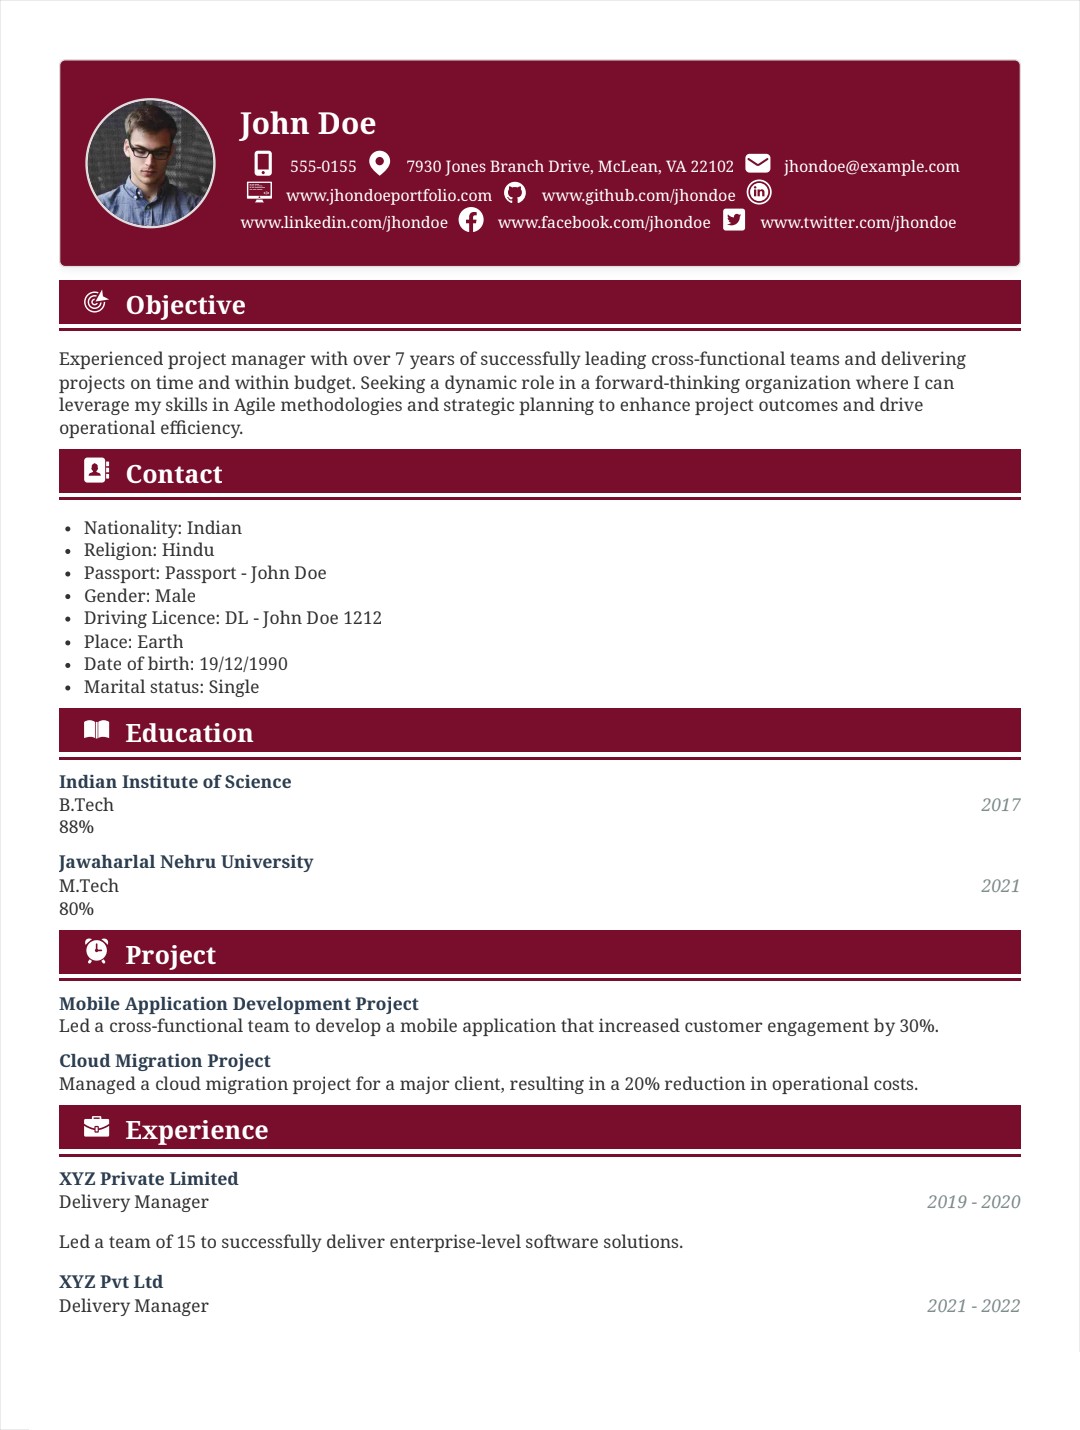 John Doe
555-0155 7930 Jones Branch Drive, McLean, VA 22102 jhondoe@example.com
www.jhondoeportfolio.com www.github.com/jhondoe
www.linkedin.com/jhondoe www.facebook.com/jhondoe www.twitter.com/jhondoe
Objective
Experienced project manager with over 7 years of successfully leading cross-functional teams and delivering
projects on time and within budget. Seeking a dynamic role in a forward-thinking organization where I can
leverage my skills in Agile methodologies and strategic planning to enhance project outcomes and drive
operational efficiency.
Contact
• Nationality: Indian
• Religion: Hindu
• Passport: Passport - John Doe
• Gender: Male
• Driving Licence: DL - John Doe 1212
• Place: Earth
• Date of birth: 19/12/1990
• Marital status: Single
Education
Indian Institute of Science
B.Tech 2017
88%
Jawaharlal Nehru University
M.Tech 2021
80%
Project
Mobile Application Development Project
Led a cross-functional team to develop a mobile application that increased customer engagement by 30%.
Cloud Migration Project
Managed a cloud migration project for a major client, resulting in a 20% reduction in operational costs.
Experience
XYZ Private Limited
Delivery Manager 2019 - 2020
Led a team of 15 to successfully deliver enterprise-level software solutions.
XYZ Pvt Ltd
Delivery Manager 2021 - 2022